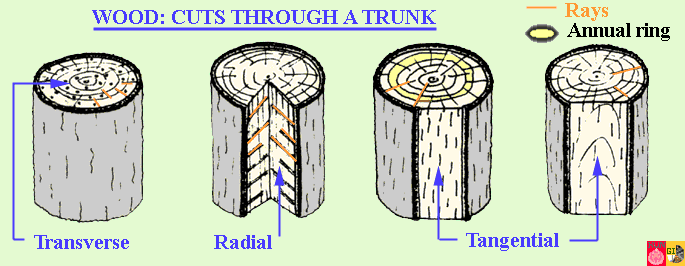 WOOD: CUTS THROUGH A TRUNK
Rays
Annual ring
Transverse
Radial
Tangential